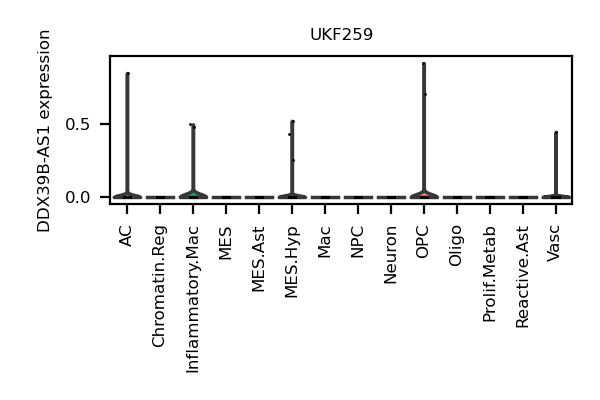 UKF259
DDX39B-AS1 expression
0.5
0.0
AC
Chromatin.Reg
Inflammatory.Mac
MES
MES.Ast
MES.Hyp
Mac
NPC
Neuron
OPC
Oligo
Prolif.Metab
Reactive.Ast
Vasc